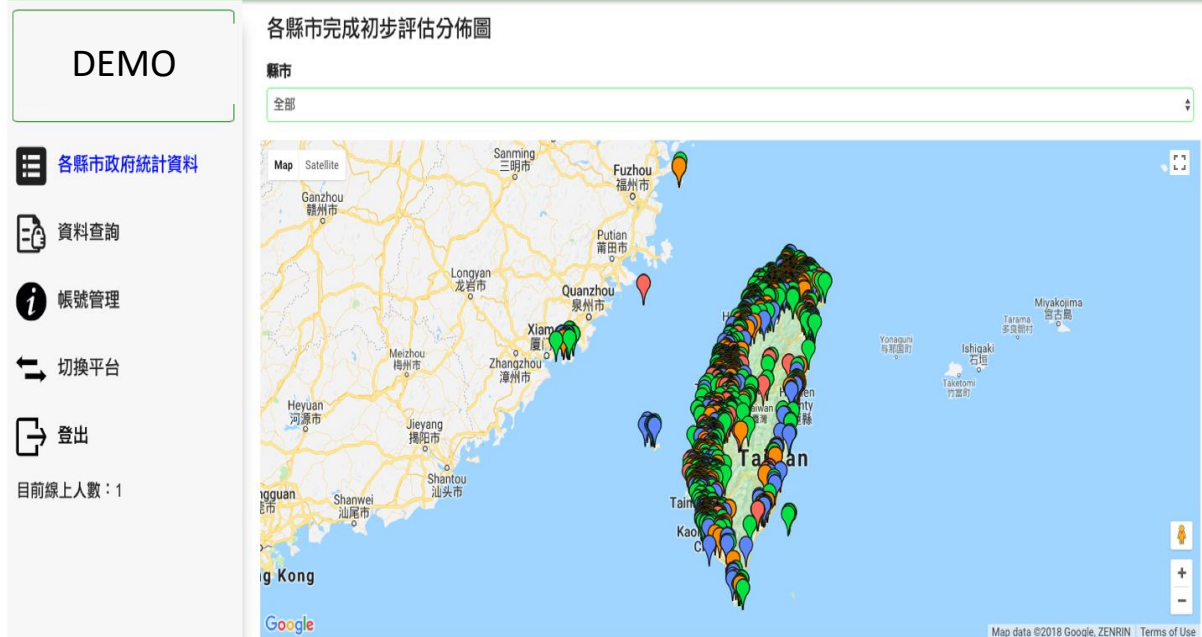 DEMO
各縣市政府統計資料
資料查詢
帳號管理
切換平台
登出
目前線上人數：1
各縣市完成初步評估分佈圖
縣市
全部
Map
Satellite
Sanming
三明市
Fuzhou
福州市
Ganzhou
赣州市
Putian
莆田市
Longyan
龙岩市
Quanzhou
泉州市
Xiam
厦门
Meizhou
梅州市
Zhangzhou
漳州市
Heyuan
河源市
Jieyang
揭阳市
Shantou
汕头市
Shanwei
汕尾市
ngguan
g Kong
Miyakojima
宮古島
Tarama
多良間村
Yonaguni
与那国町
Ishigaki
石垣
Taketomi
竹富町
Tain
Kao
Google
Map data ©2018 Google, ZENRIN
Terms of Use